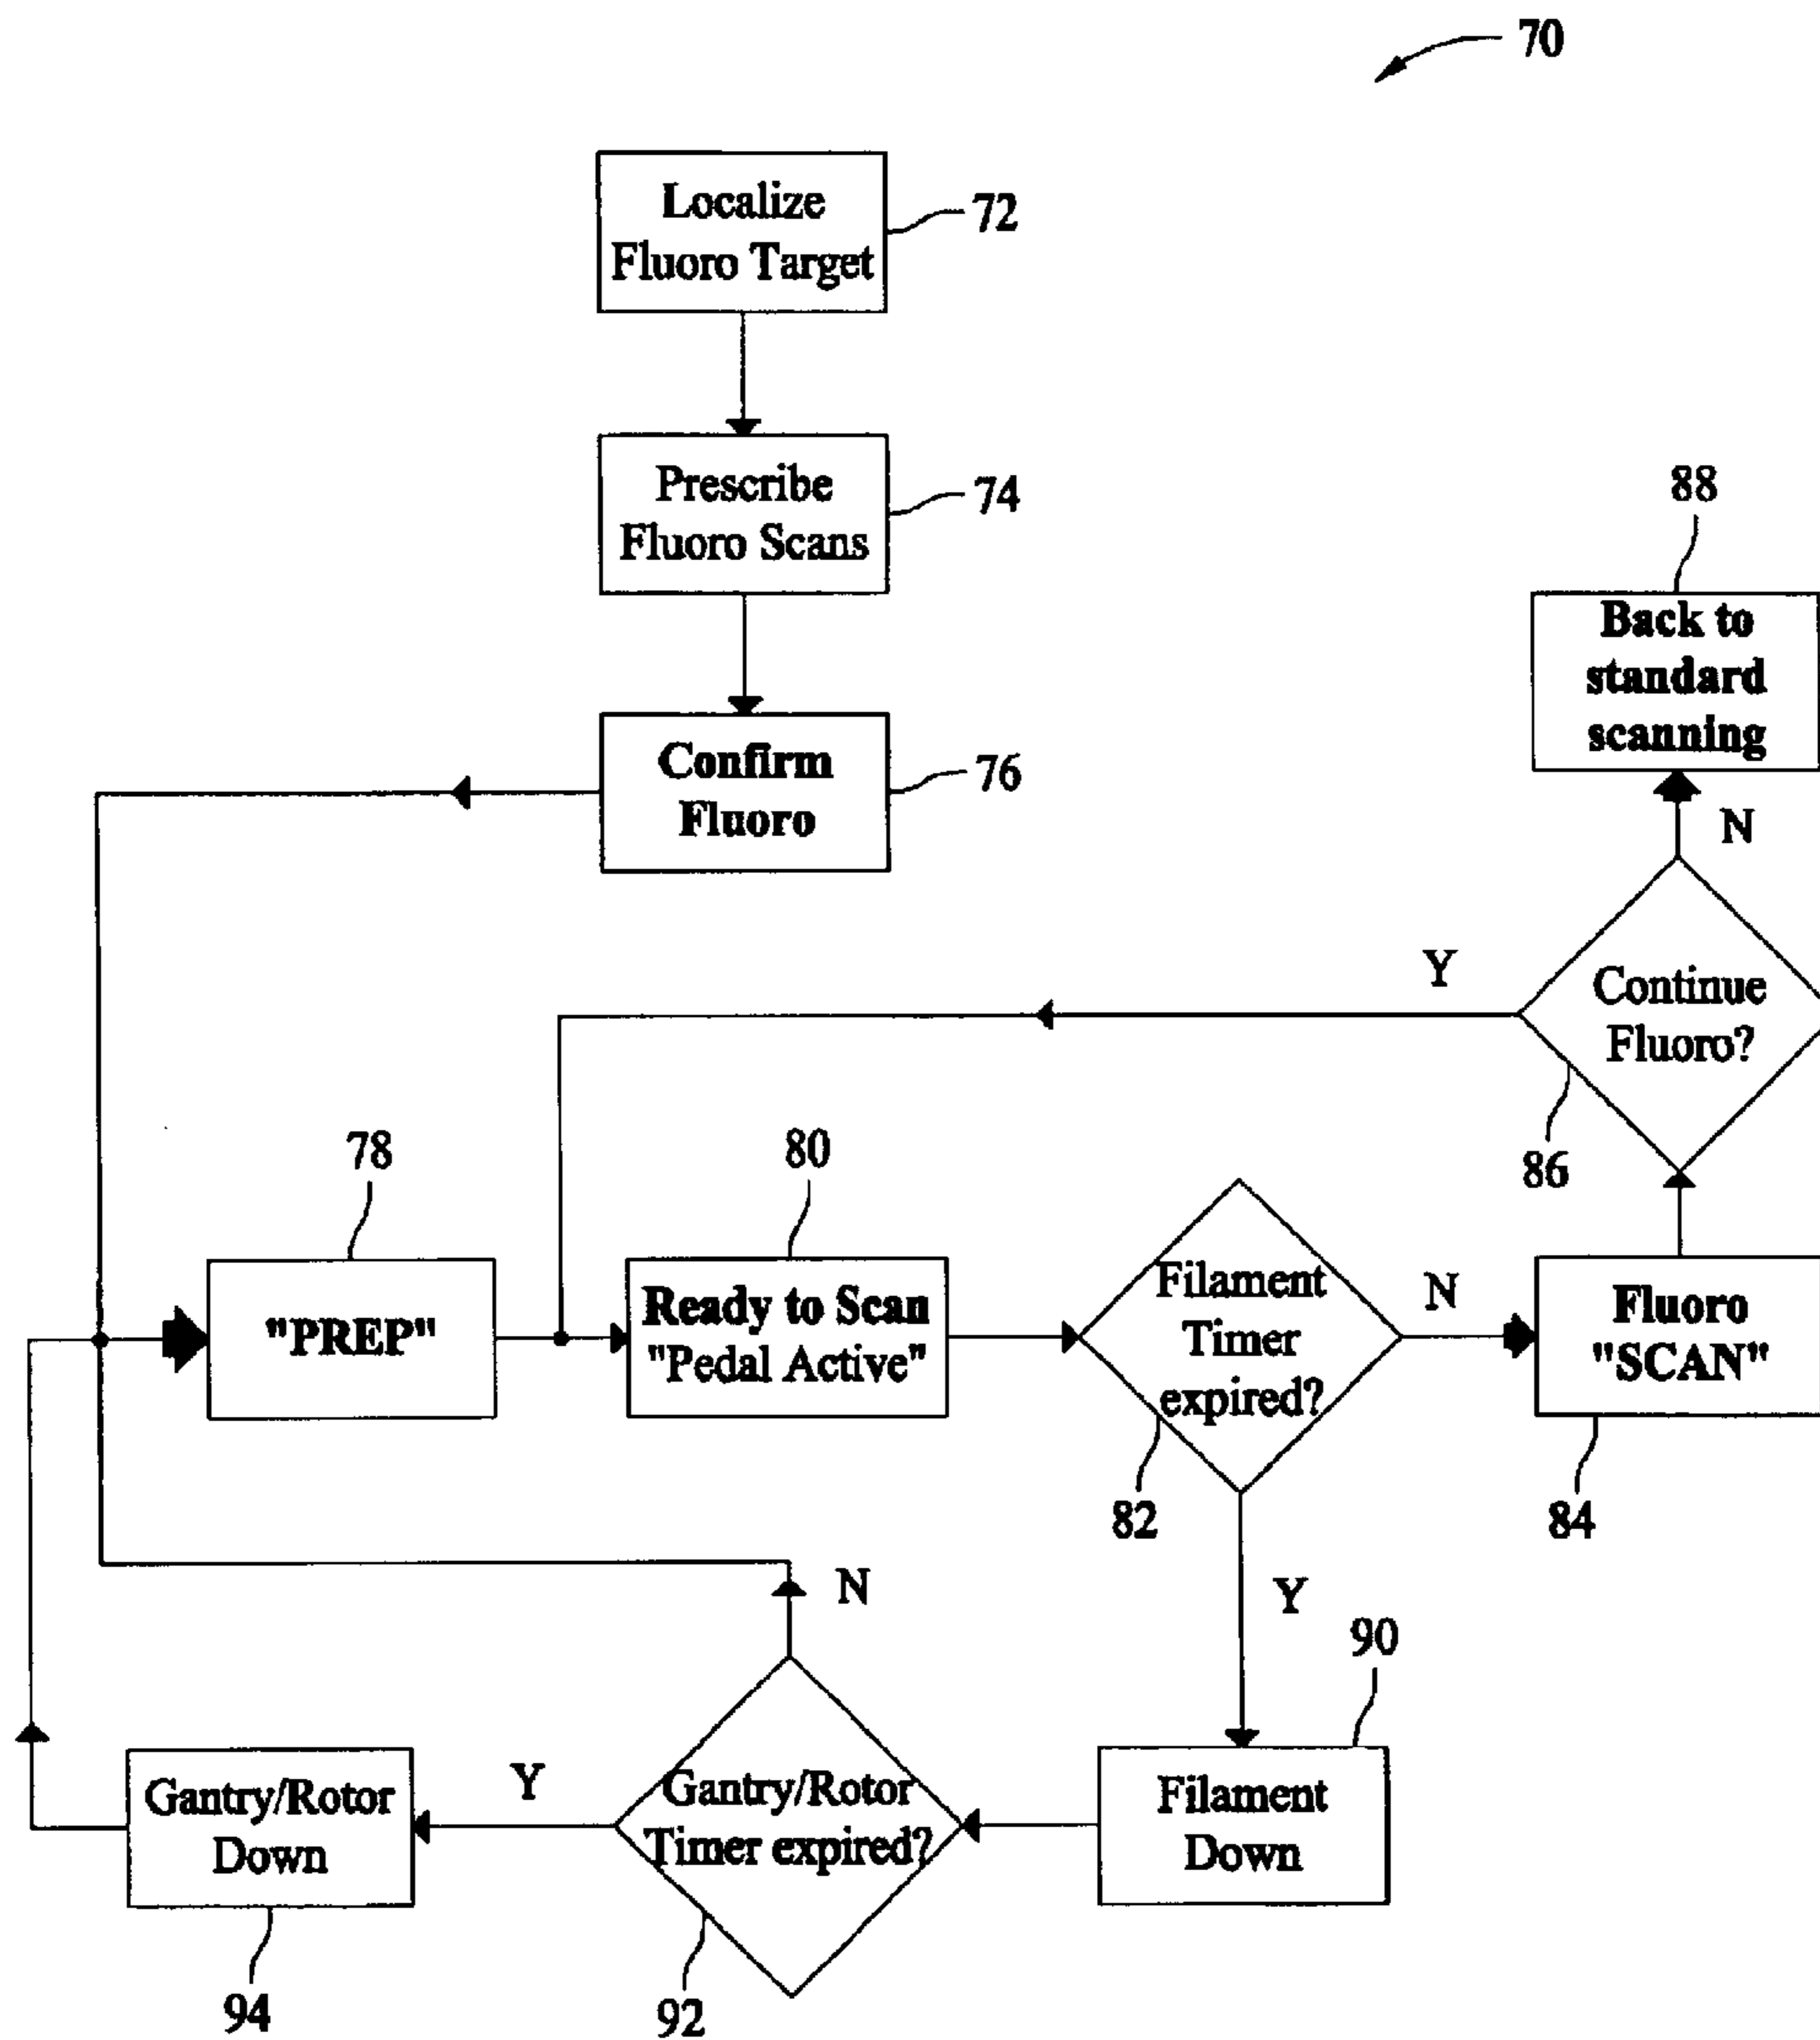 70
Localize
Fluoro Target
72
Prescribe
Fluoro Scans
74
Confirm
Fluoro
76
88
Back to
standard
scanning
N
Y
Continue
Fluoro?
86
78
"PREP"
80
Ready to Scan
"Pedal Active"
Filament
Timer
expired?
82
N
Fluoro
"SCAN"
84
Y
90
Filament
Down
N
Gantry/Rotor
Timer expired?
92
Y
Gantry/Rotor
Down
94